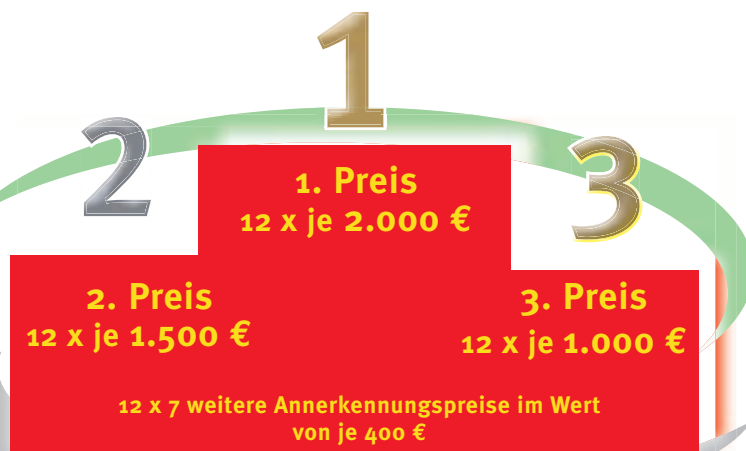 1
2
3
1. Preis
12 x je 2.000 €
2. Preis
12 x je 1.500 €
3. Preis
12 x je 1.000 €
12 x 7 weitere Annerkennungspreise im Wert
von je 400 €